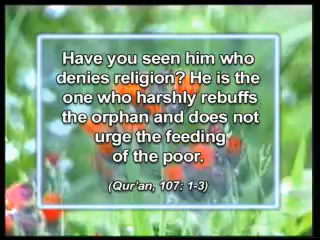 Have you seen him who
denies religion? He is the
one who harshly rebuffs
the orphan and does not
urge the feeding
of the poor.
(Qur'an, 107: 1-3)